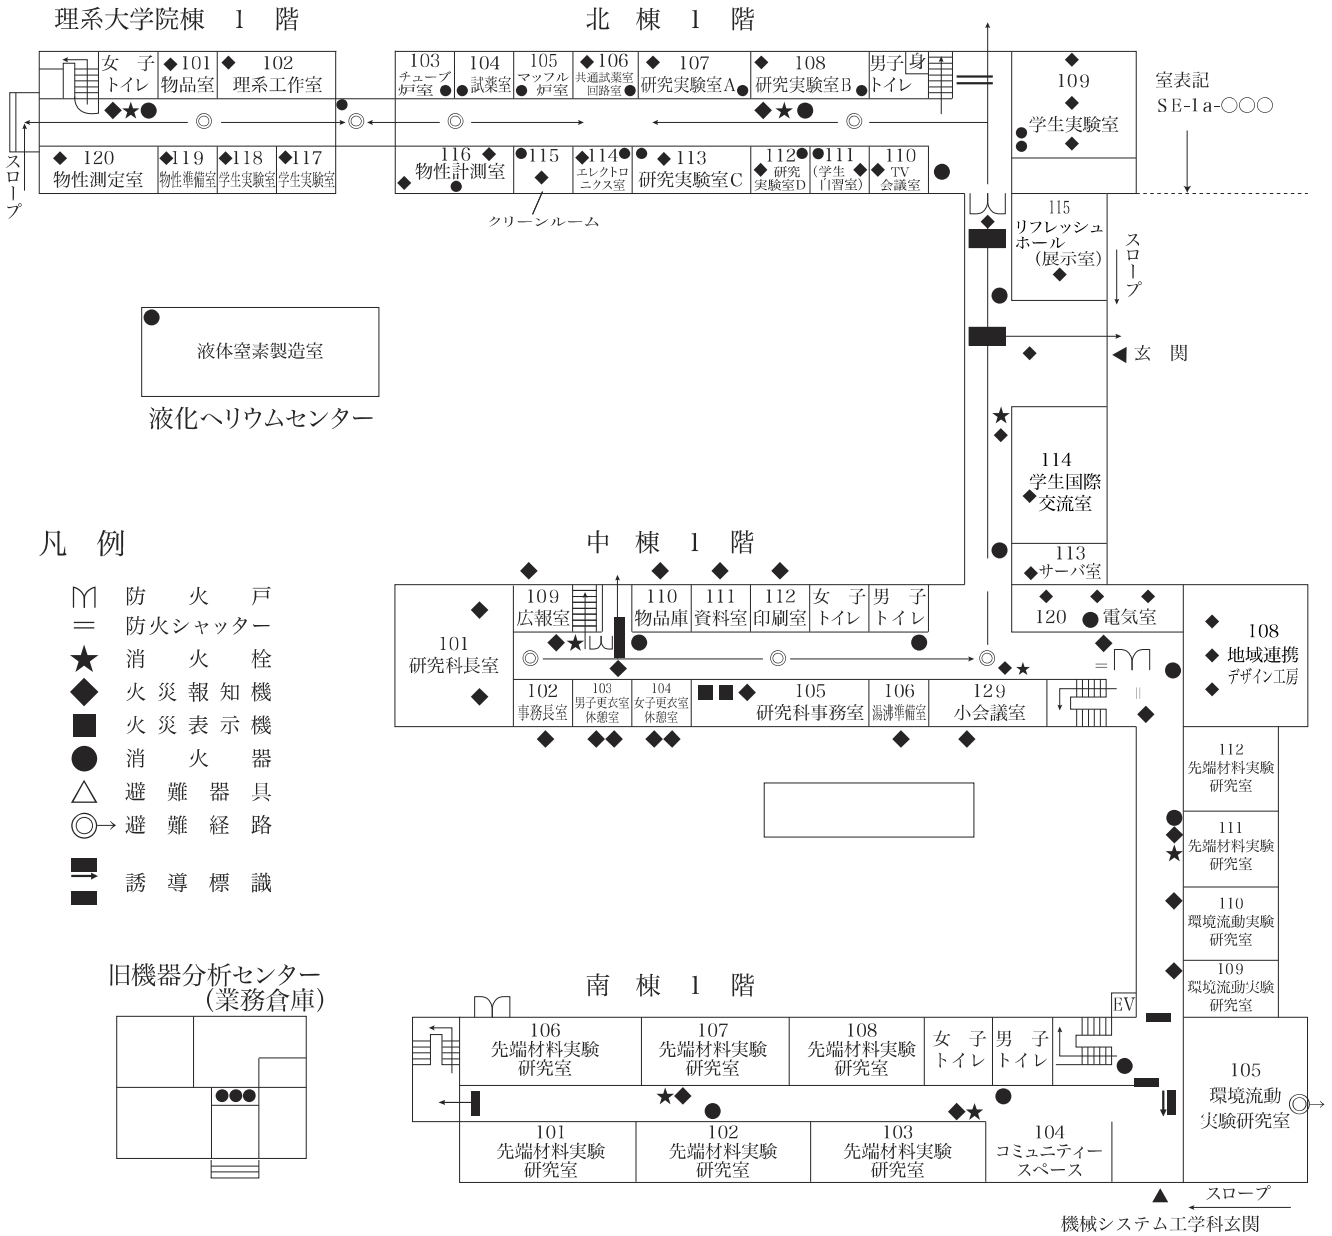 理系大学院棟 1 階
北 棟 1 階
女 子
トイレ
101
物品室
102
理系工作室
103
チューブ
炉室
104
試薬室
105
マッフル
炉室
106
共通試薬室
回路室
107
研究実験室A
108
研究実験室B
男子
トイレ
身
109
学生実験室
室表記
SE-1a-○○○
スロープ
120
物性測定室
119
物性準備室
118
学生実験室
117
学生実験室
116
物性計測室
115
クリーンルーム
114
エレクトロ
ニクス室
113
研究実験室C
112
研究
実験室D
111
(学生
自習室)
110
TV
会議室
115
リフレッシュ
ホール
(展示室)
スロープ
玄 関
液体窒素製造室
液化ヘリウムセンター
114
学生国際
交流室
113
サーバ室
中 棟 1 階
101
研究科長室
109
広報室
110
物品庫
111
資料室
112
印刷室
女 子
トイレ
男 子
トイレ
120 電気室
108
地域連携
デザイン工房
102
事務長室
103
男子更衣室
休憩室
104
女子更衣室
休憩室
105
研究科事務室
106
湯沸準備室
129
小会議室
凡 例
防 火 戸
防火シャッター
消 火 栓
火災報知機
火災表示機
消 火 器
避難器具
避難経路
誘導標識
112
先端材料実験
研究室
111
先端材料実験
研究室
110
環境流動実験
研究室
109
環境流動実験
研究室
旧機器分析センター
(業務倉庫)
南 棟 1 階
EV
106
先端材料実験
研究室
107
先端材料実験
研究室
108
先端材料実験
研究室
女 子
トイレ
男 子
トイレ
105
環境流動
実験研究室
101
先端材料実験
研究室
102
先端材料実験
研究室
103
先端材料実験
研究室
104
コミュニティー
スペース
スロープ
機械システム工学科玄関